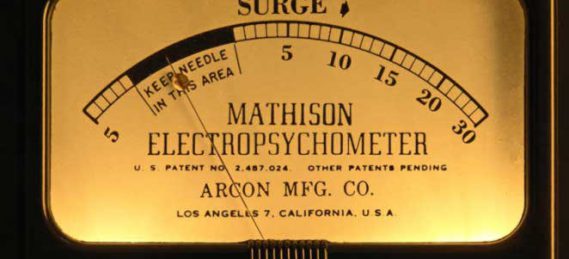 SURGE
5 5 10 15 20 30
KEEP NEEDLE
IN THIS AREA
MATHISON
ELECTROPSYCHOMETER
U. S. PATENT NO. 2,487,024. OTHER PATENTS PENDING
ARCON MFG. CO.
LOS ANGELES 7, CALIFORNIA, U.S.A.